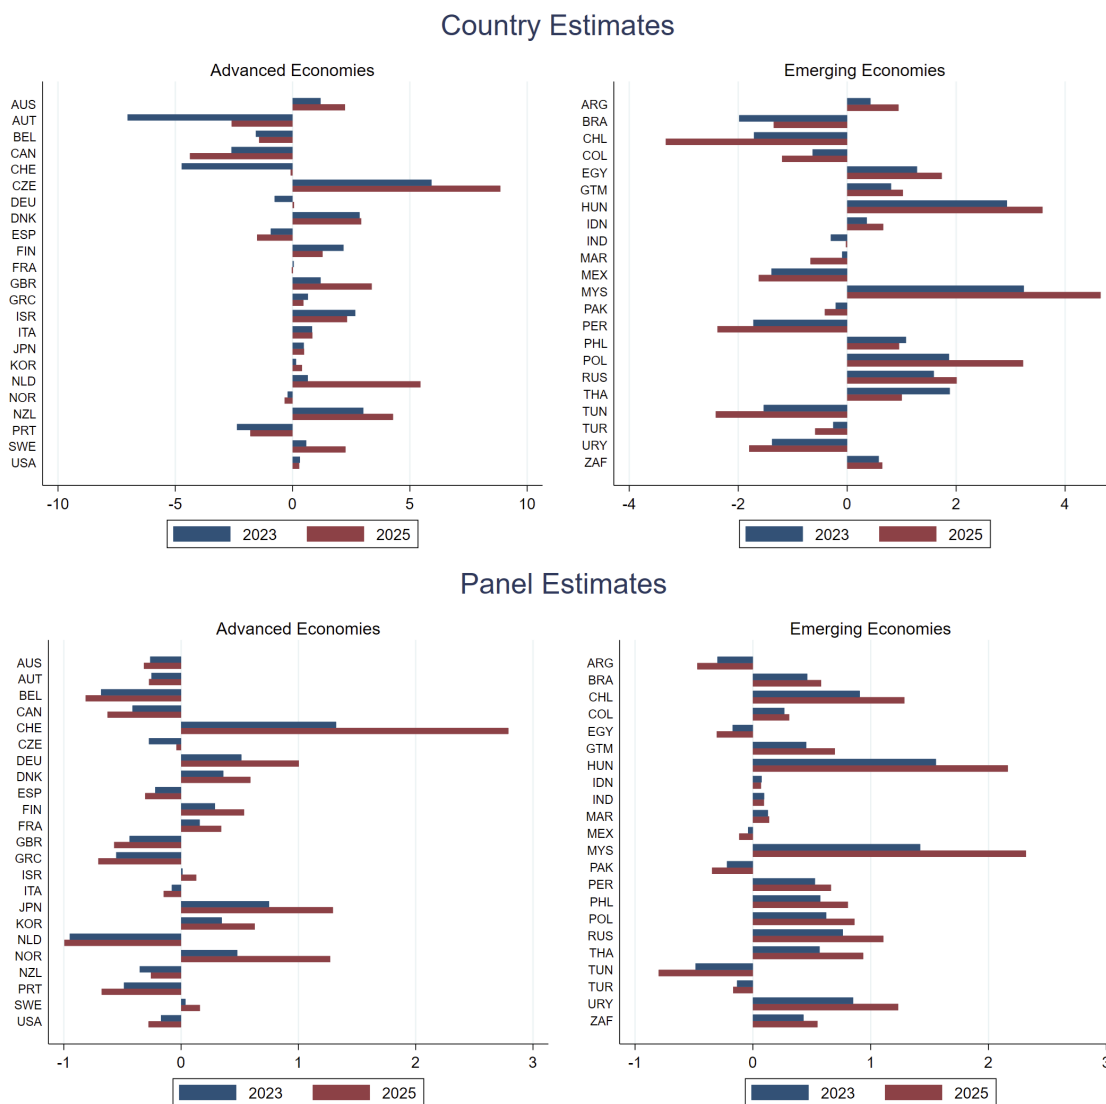 Country Estimates
Advanced Economies
AUS
AUT
BEL
CAN
CHE
CZE
DEU
DNK
ESP
FIN
FRA
GBR
GRC
ISR
ITA
JPN
KOR
NLD
NOR
NZL
PRT
SWE
USA
-10 -5 0 5 10
2023 2025
Emerging Economies
ARG
BRA
CHL
COL
EGY
GTM
HUN
IDN
IND
MAR
MEX
MYS
PAK
PER
PHL
POL
RUS
THA
TUN
TUR
URY
ZAF
-4 -2 0 2 4
2023 2025
Panel Estimates
Advanced Economies
AUS
AUT
BEL
CAN
CHE
CZE
DEU
DNK
ESP
FIN
FRA
GBR
GRC
ISR
ITA
JPN
KOR
NLD
NOR
NZL
PRT
SWE
USA
-1 0 1 2 3
2023 2025
Emerging Economies
ARG
BRA
CHL
COL
EGY
GTM
HUN
IDN
IND
MAR
MEX
MYS
PAK
PER
PHL
POL
RUS
THA
TUN
TUR
URY
ZAF
-1 0 1 2 3
2023 2025